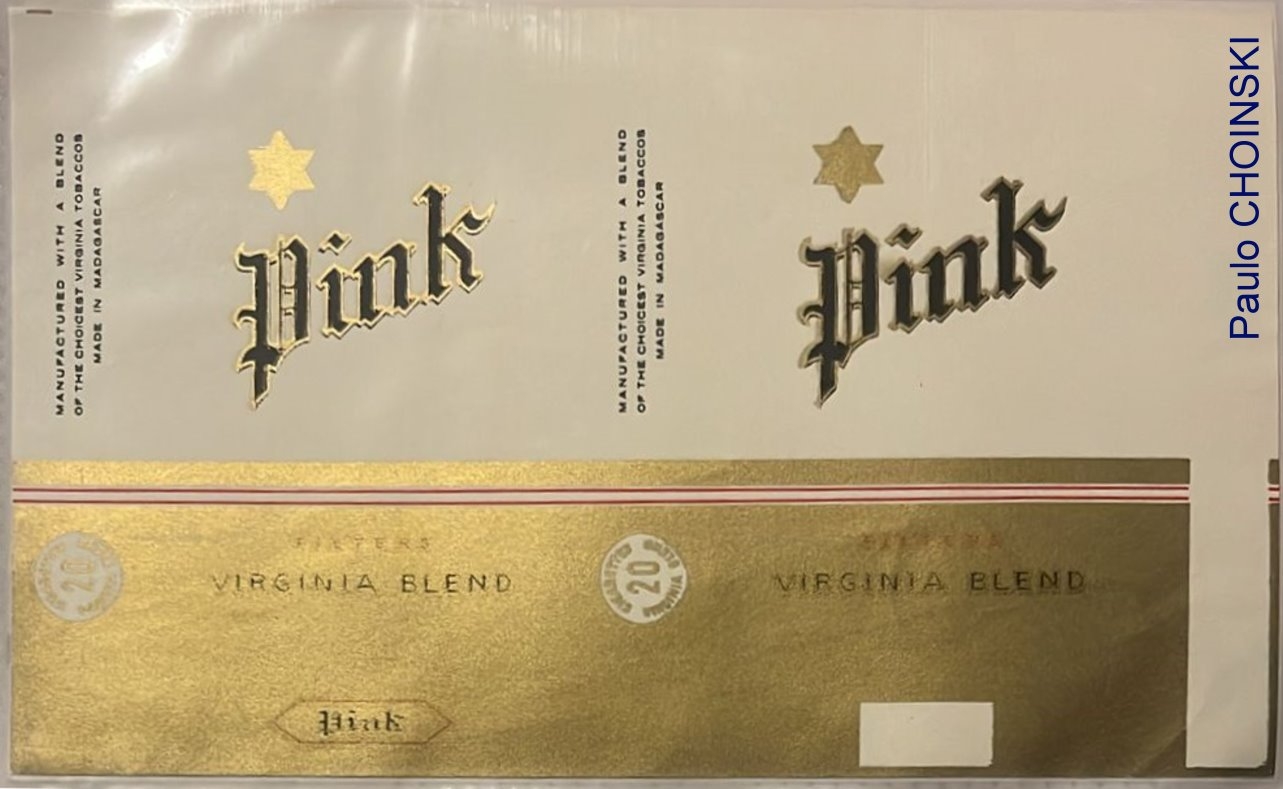 MANUFACTURED WITH A BLEND
OF THE CHOICEST VIRGINIA TOBACCOS
MADE IN MADAGASCAR
Pink
MANUFACTURED WITH A BLEND
OF THE CHOICEST VIRGINIA TOBACCOS
MADE IN MADAGASCAR
Pink
Paulo CHOINSKI
20
FILTERS
VIRGINIA BLEND
20
FILTERS
VIRGINIA BLEND
Pink